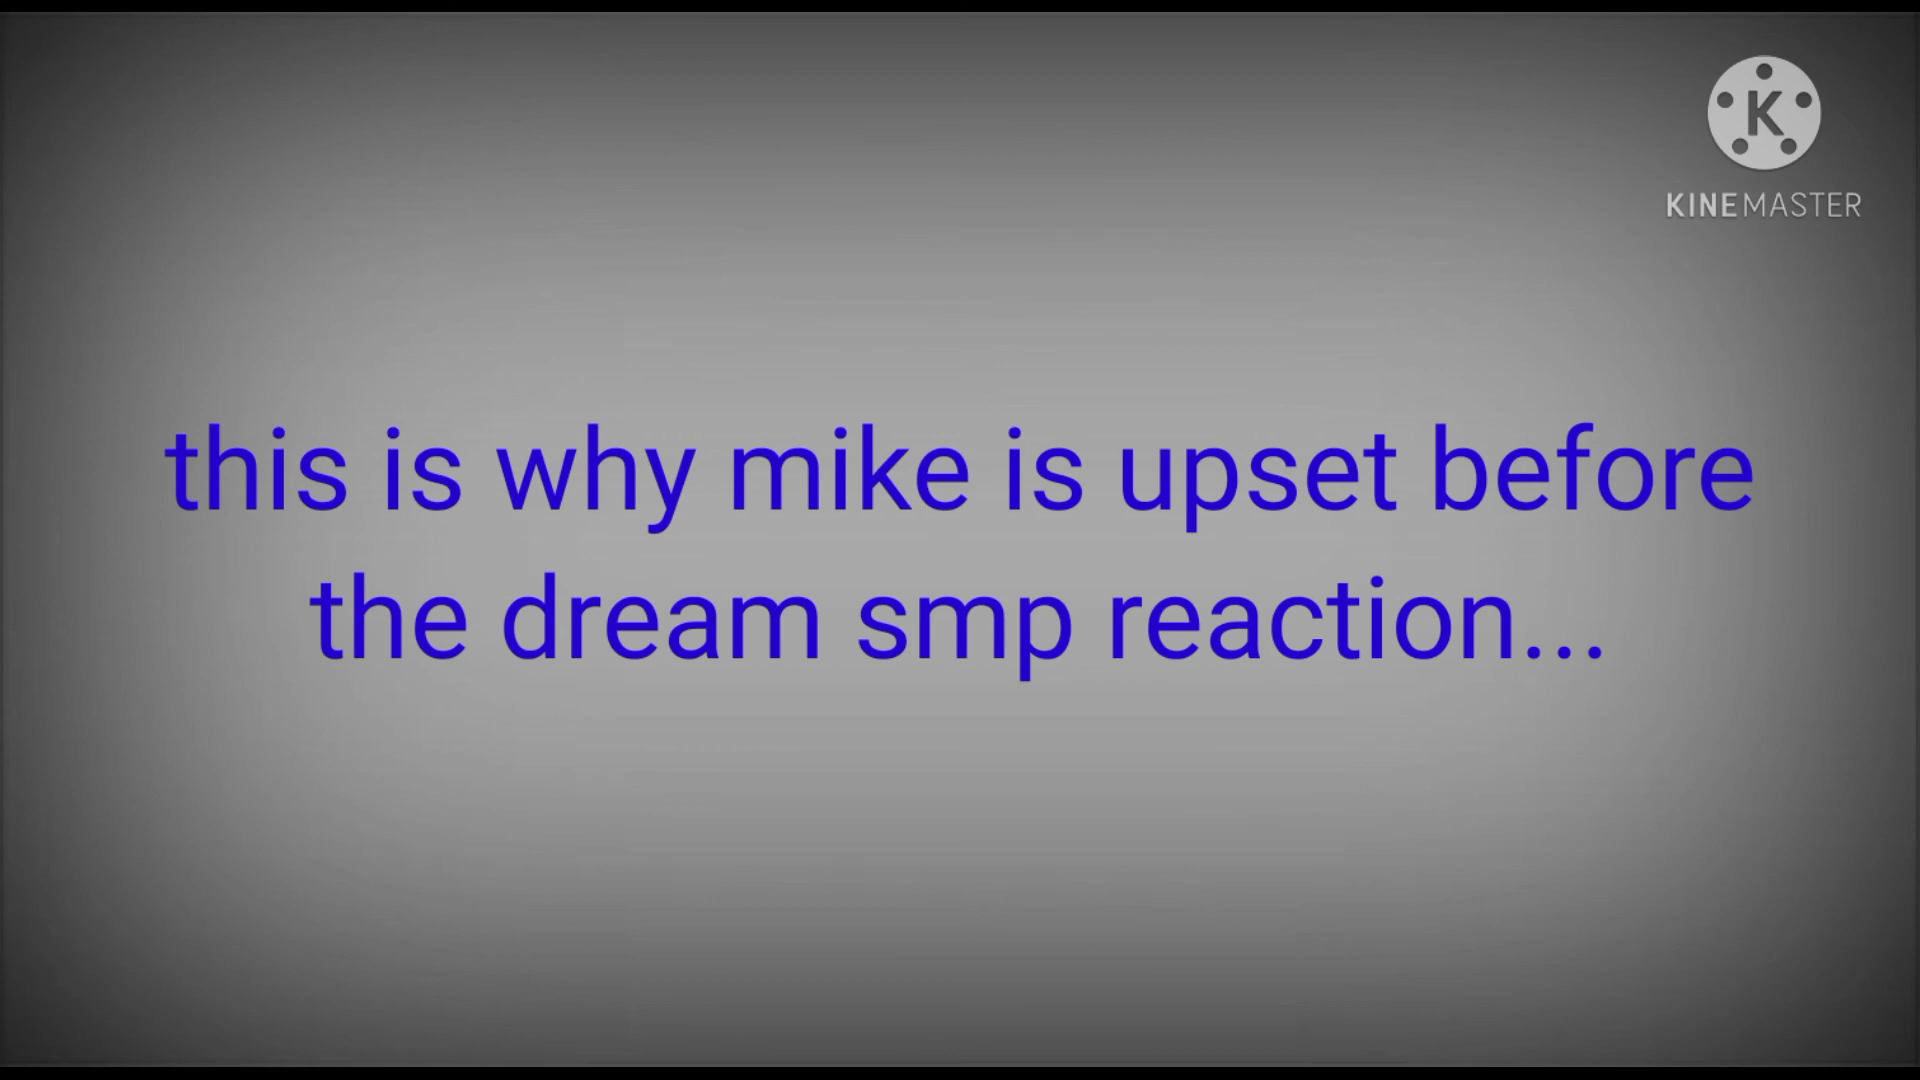 K
KINEMASTER
this is why mike is upset before
the dream smp reaction...